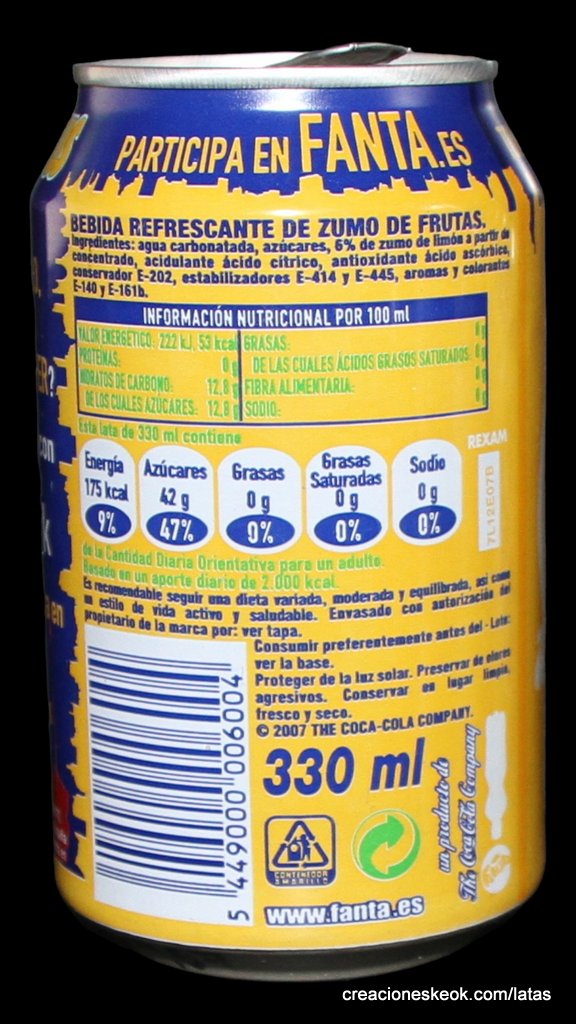 PARTICIPA EN FANTA.ES
BEBIDA REFRESCANTE DE ZUMO DE FRUTAS.
Ingredientes: agua carbonatada, azúcares, 6% de zumo de limón a partir de
concentrado, acidulante ácido cítrico, antioxidante ácido ascórbico,
conservador E-202, estabilizadores E-414 y E-445, aromas y colorantes
E-140 y E-161b.
INFORMACIÓN NUTRICIONAL POR 100 ml
VALOR ENERGÉTICO: 222 kJ, 53 kcal
PROTEÍNAS: 0 g
HIDRATOS DE CARBONO: 12,8 g
DE LOS CUALES AZÚCARES: 12,8 g
GRASAS: 0 g
DE LAS CUALES ÁCIDOS GRASOS SATURADOS: 0 g
FIBRA ALIMENTARIA: 0 g
SODIO: 0 g
Esta lata de 330 ml contiene
Energía 175 kcal 9%
Azúcares 42 g 47%
Grasas 0 g 0%
Grasas Saturadas 0 g 0%
Sodio 0 g 0%
REXAM
7L12E07B
de la Cantidad Diaria Orientativa para un adulto.
Basado en un aporte diario de 2.000 kcal.
Es recomendable seguir una dieta variada, moderada y equilibrada, así como
un estilo de vida activo y saludable. Envasado con autorización del
propietario de la marca por: ver tapa.
Consumir preferentemente antes del - Lote:
ver la base.
Proteger de la luz solar. Preservar de olores
agresivos. Conservar en lugar limpio,
fresco y seco.
© 2007 THE COCA-COLA COMPANY.
330 ml
5 449000 006004
CONTENEDOR
AMARILLO
un producto de
The Coca-Cola Company
www.fanta.es
creacioneskeok.com/latas